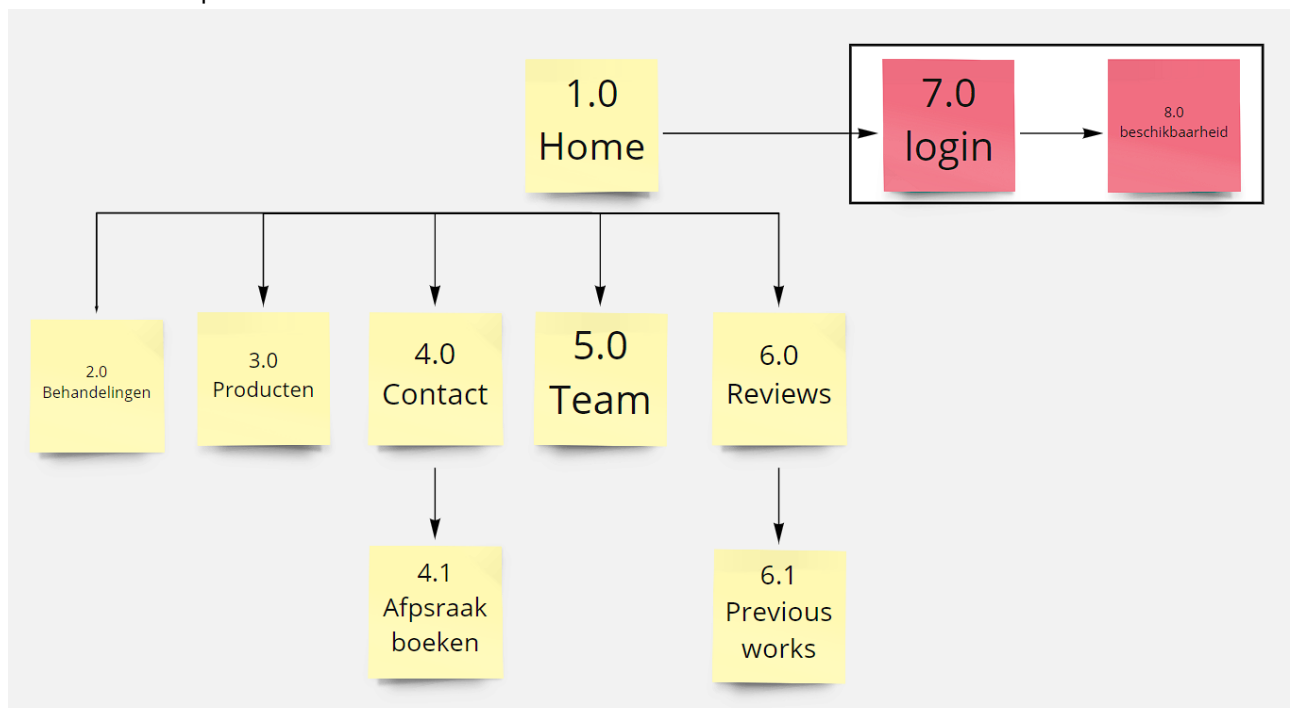 1.0
Home
7.0
login
8.0
beschikbaarheid
2.0
Behandelingen
3.0
Producten
4.0
Contact
5.0
Team
6.0
Reviews
4.1
Afpsraak
boeken
6.1
Previous
works